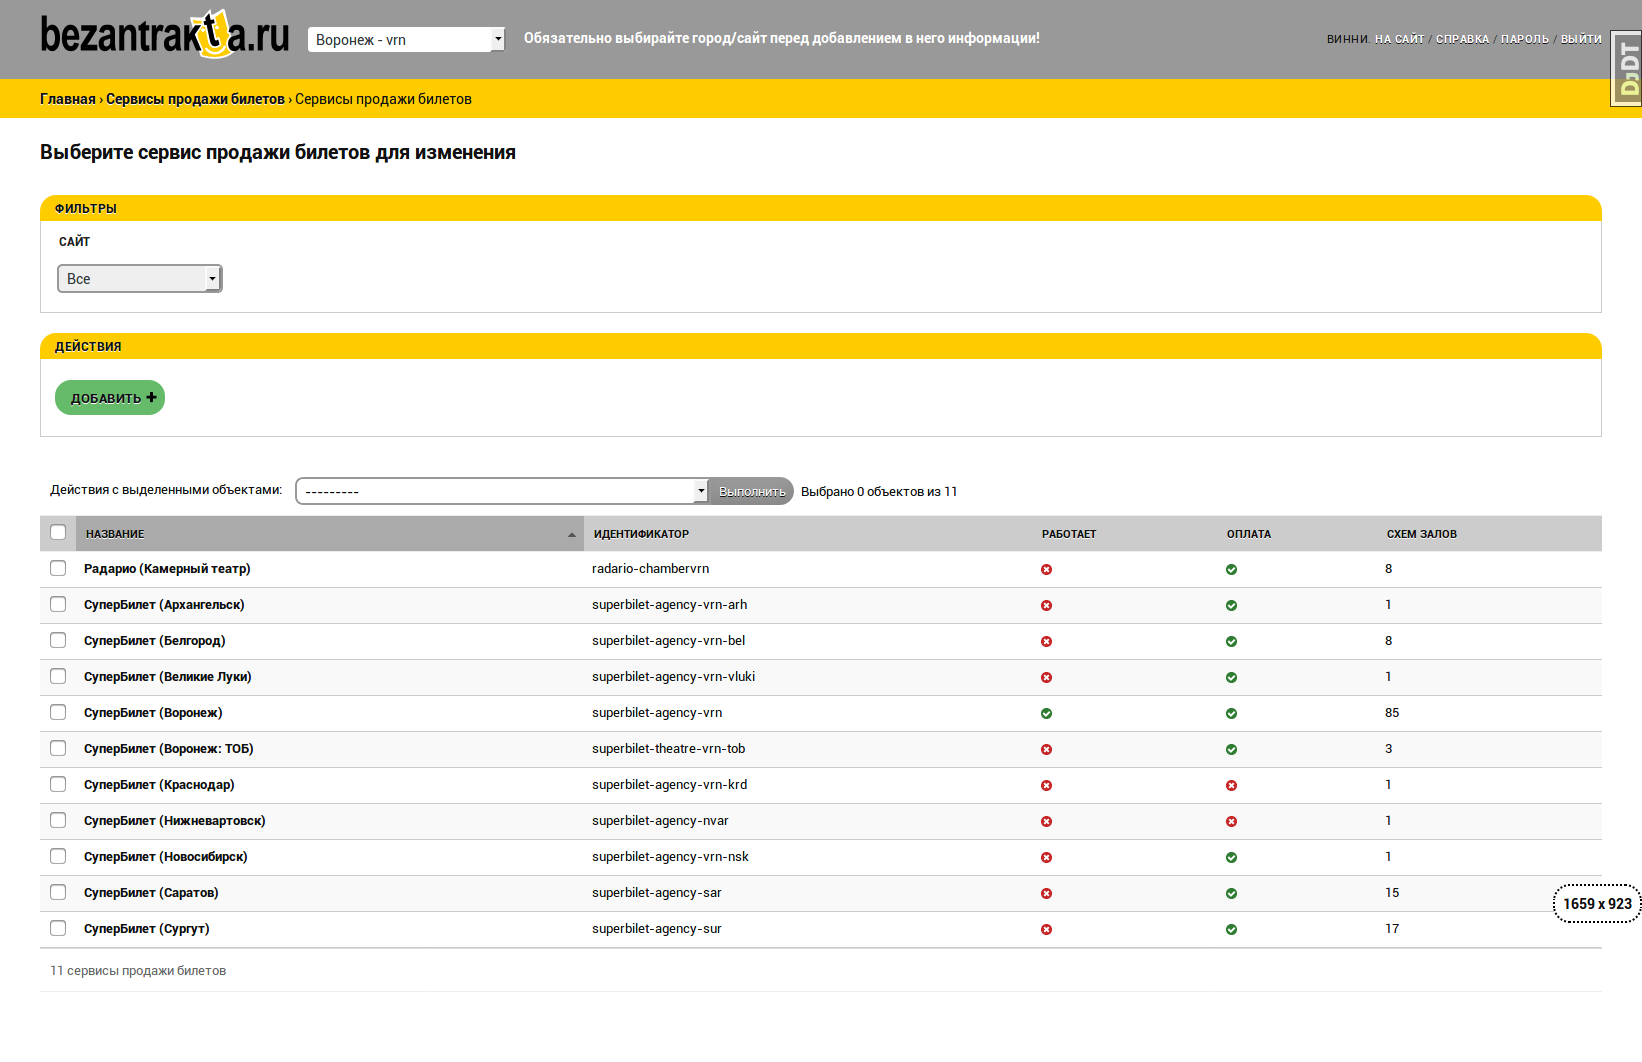 bezantrakta.ru
Воронеж - vrn
Обязательно выбирайте город/сайт перед добавлением в него информации!
ВИННИ. НА САЙТ / СПРАВКА / ПАРОЛЬ / ВЫЙТИ
DjDT
Главная › Сервисы продажи билетов › Сервисы продажи билетов
Выберите сервис продажи билетов для изменения
ФИЛЬТРЫ
САЙТ
Все
ДЕЙСТВИЯ
ДОБАВИТЬ
Действия с выделенными объектами: --------- Выполнить Выбрано 0 объектов из 11
НАЗВАНИЕ ИДЕНТИФИКАТОР РАБОТАЕТ ОПЛАТА СХЕМ ЗАЛОВ
Радарио (Камерный театр) radario-chambervrn 8
СуперБилет (Архангельск) superbilet-agency-vrn-arh 1
СуперБилет (Белгород) superbilet-agency-vrn-bel 8
СуперБилет (Великие Луки) superbilet-agency-vrn-vluki 1
СуперБилет (Воронеж) superbilet-agency-vrn 85
СуперБилет (Воронеж: ТОБ) superbilet-theatre-vrn-tob 3
СуперБилет (Краснодар) superbilet-agency-vrn-krd 1
СуперБилет (Нижневартовск) superbilet-agency-nvar 1
СуперБилет (Новосибирск) superbilet-agency-vrn-nsk 1
СуперБилет (Саратов) superbilet-agency-sar 15
1659 x 923
СуперБилет (Сургут) superbilet-agency-sur 17
11 сервисы продажи билетов